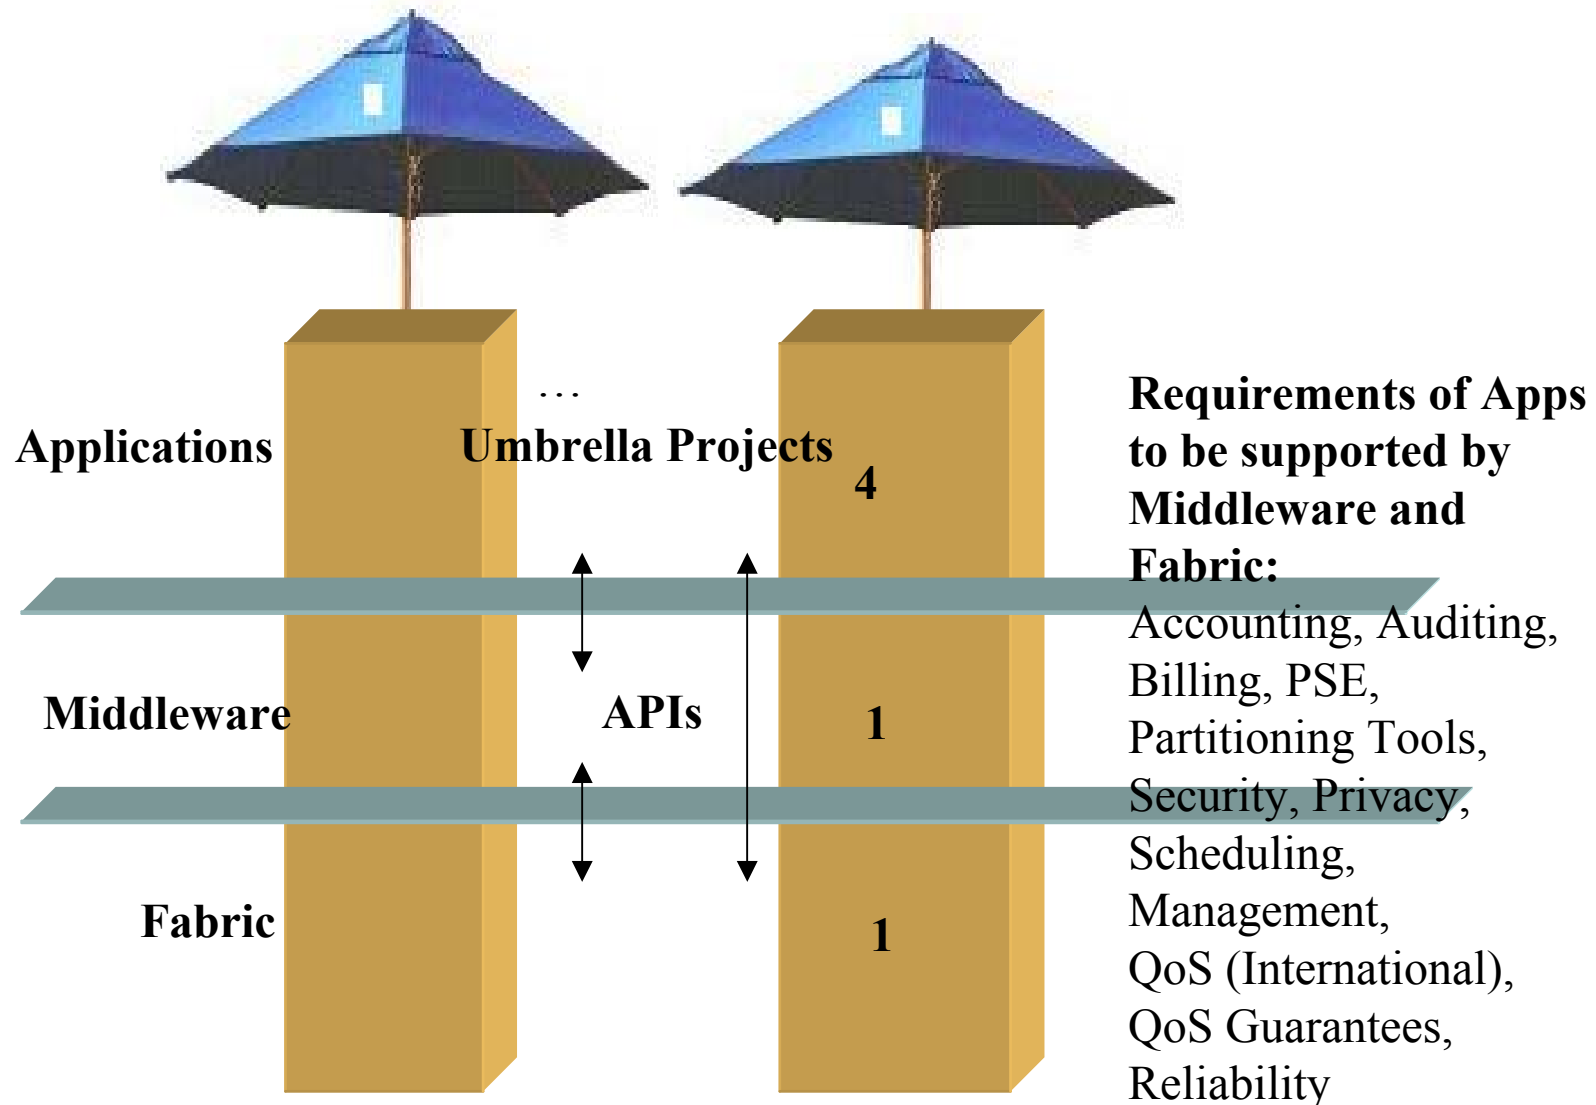 …
Applications
Umbrella Projects
4
Middleware
APIs
1
Fabric
1
Requirements of Apps
to be supported by
Middleware and
Fabric:
Accounting, Auditing,
Billing, PSE,
Partitioning Tools,
Security, Privacy,
Scheduling,
Management,
QoS (International),
QoS Guarantees,
Reliability